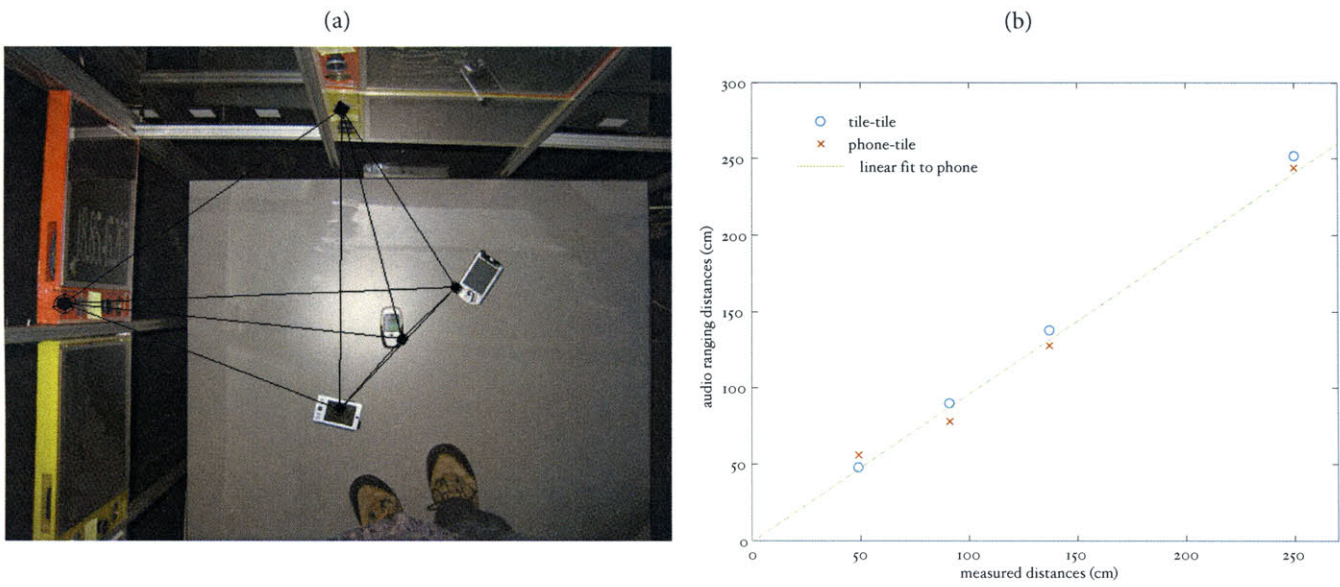 (a)
(b)
300
250
200
150
100
50
0
audio ranging distances (cm)
tile-tile
phone-tile
linear fit to phone
0
50
100
150
200
250
measured distances (cm)